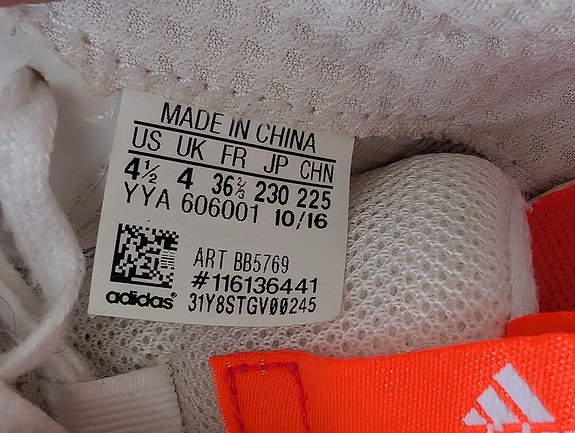 MADE IN CHINA
US UK FR JP CHN
4½ 4 36⅔ 230 225
YYA 606001 10/16
ART BB5769
#116136441
adidas® 31Y8STGV00245